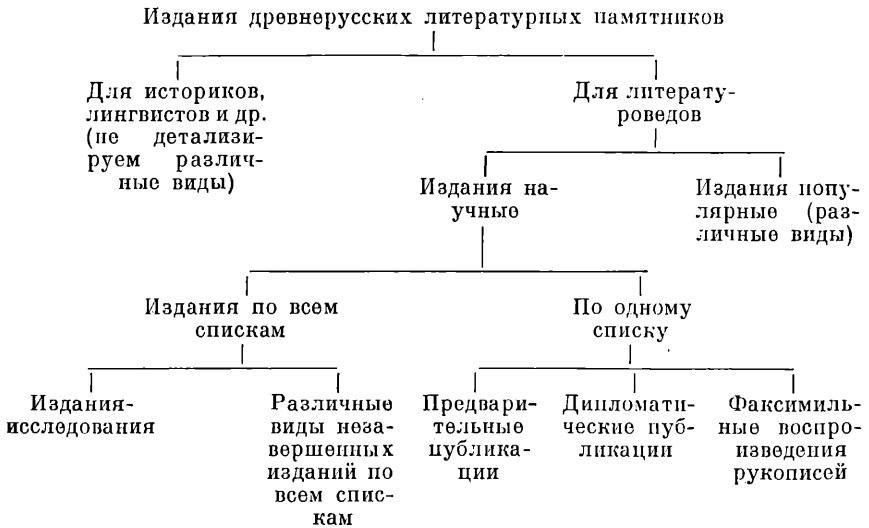 Издания древнерусских литературных памятников
Для историков,
лингвистов и др.
(не детализи-
руем различ-
ные виды)
Для литерату-
роведов
Издания на-
учные
Издания попу-
лярные (раз-
личные виды)
Издания по всем
спискам
По одному
списку
Издания-
исследования
Различные
виды неза-
вершенных
изданий по
всем спис-
кам
Предвари-
тельные
публика-
ции
Дипломати-
ческие пуб-
ликации
Факсимиль-
ные воспро-
изведения
рукописей